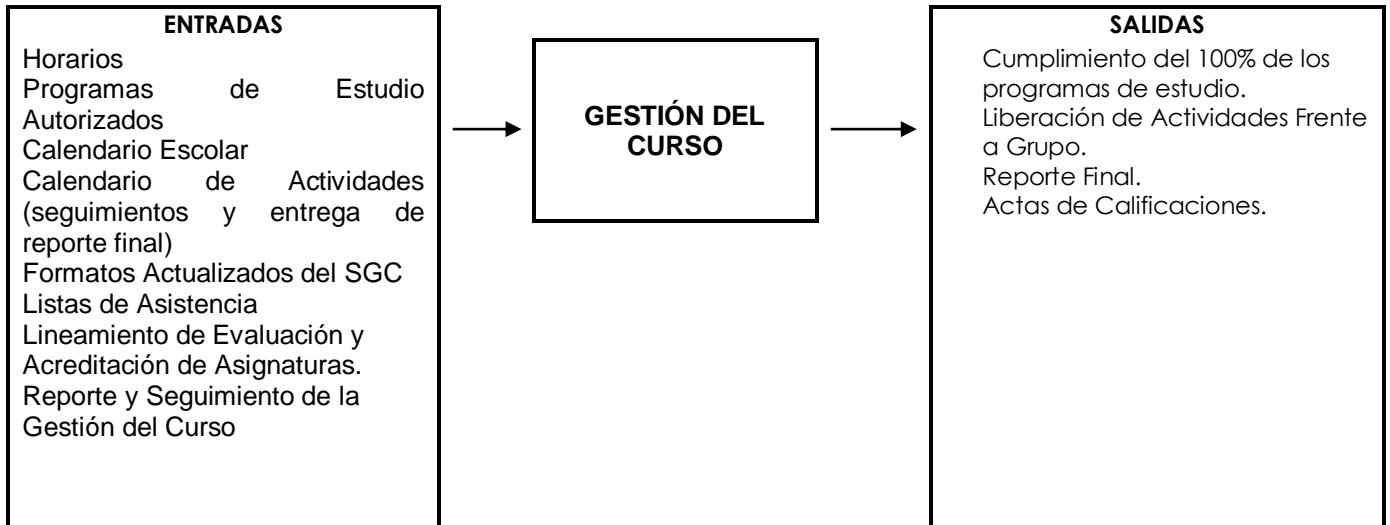 ENTRADAS
Horarios
Programas de Estudio
Autorizados
Calendario Escolar
Calendario de Actividades
(seguimientos y entrega de
reporte final)
Formatos Actualizados del SGC
Listas de Asistencia
Lineamiento de Evaluación y
Acreditación de Asignaturas.
Reporte y Seguimiento de la
Gestión del Curso
GESTIÓN DEL
CURSO
SALIDAS
Cumplimiento del 100% de los
programas de estudio.
Liberación de Actividades Frente
a Grupo.
Reporte Final.
Actas de Calificaciones.